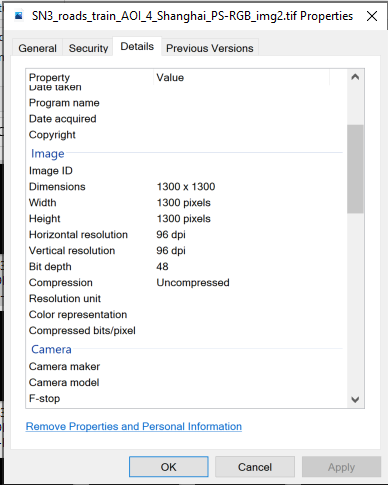 SN3_roads_train_AOI_4_Shanghai_PS-RGB_img2.tif Properties
General Security Details Previous Versions
Property Value
Date taken
Program name
Date acquired
Copyright
Image
Image ID
Dimensions 1300 x 1300
Width 1300 pixels
Height 1300 pixels
Horizontal resolution 96 dpi
Vertical resolution 96 dpi
Bit depth 48
Compression Uncompressed
Resolution unit
Color representation
Compressed bits/pixel
Camera
Camera maker
Camera model
F-stop
Remove Properties and Personal Information
OK Cancel Apply